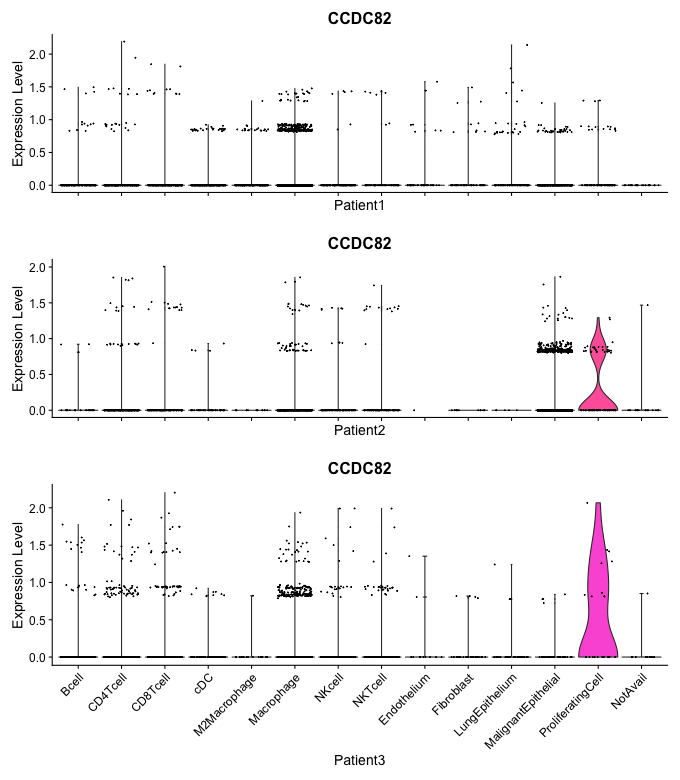 CCDC82
Expression Level
2.0
1.5
1.0
0.5
0.0
Patient1
CCDC82
Expression Level
2.0
1.5
1.0
0.5
0.0
Patient2
CCDC82
Expression Level
2.0
1.5
1.0
0.5
0.0
Bcell
CD4Tcell
CD8Tcell
cDC
M2Macrophage
Macrophage
NKcell
NKTcell
Endothelium
Fibroblast
LungEpithelium
MalignantEpithelial
ProliferatingCell
NotAvail
Patient3